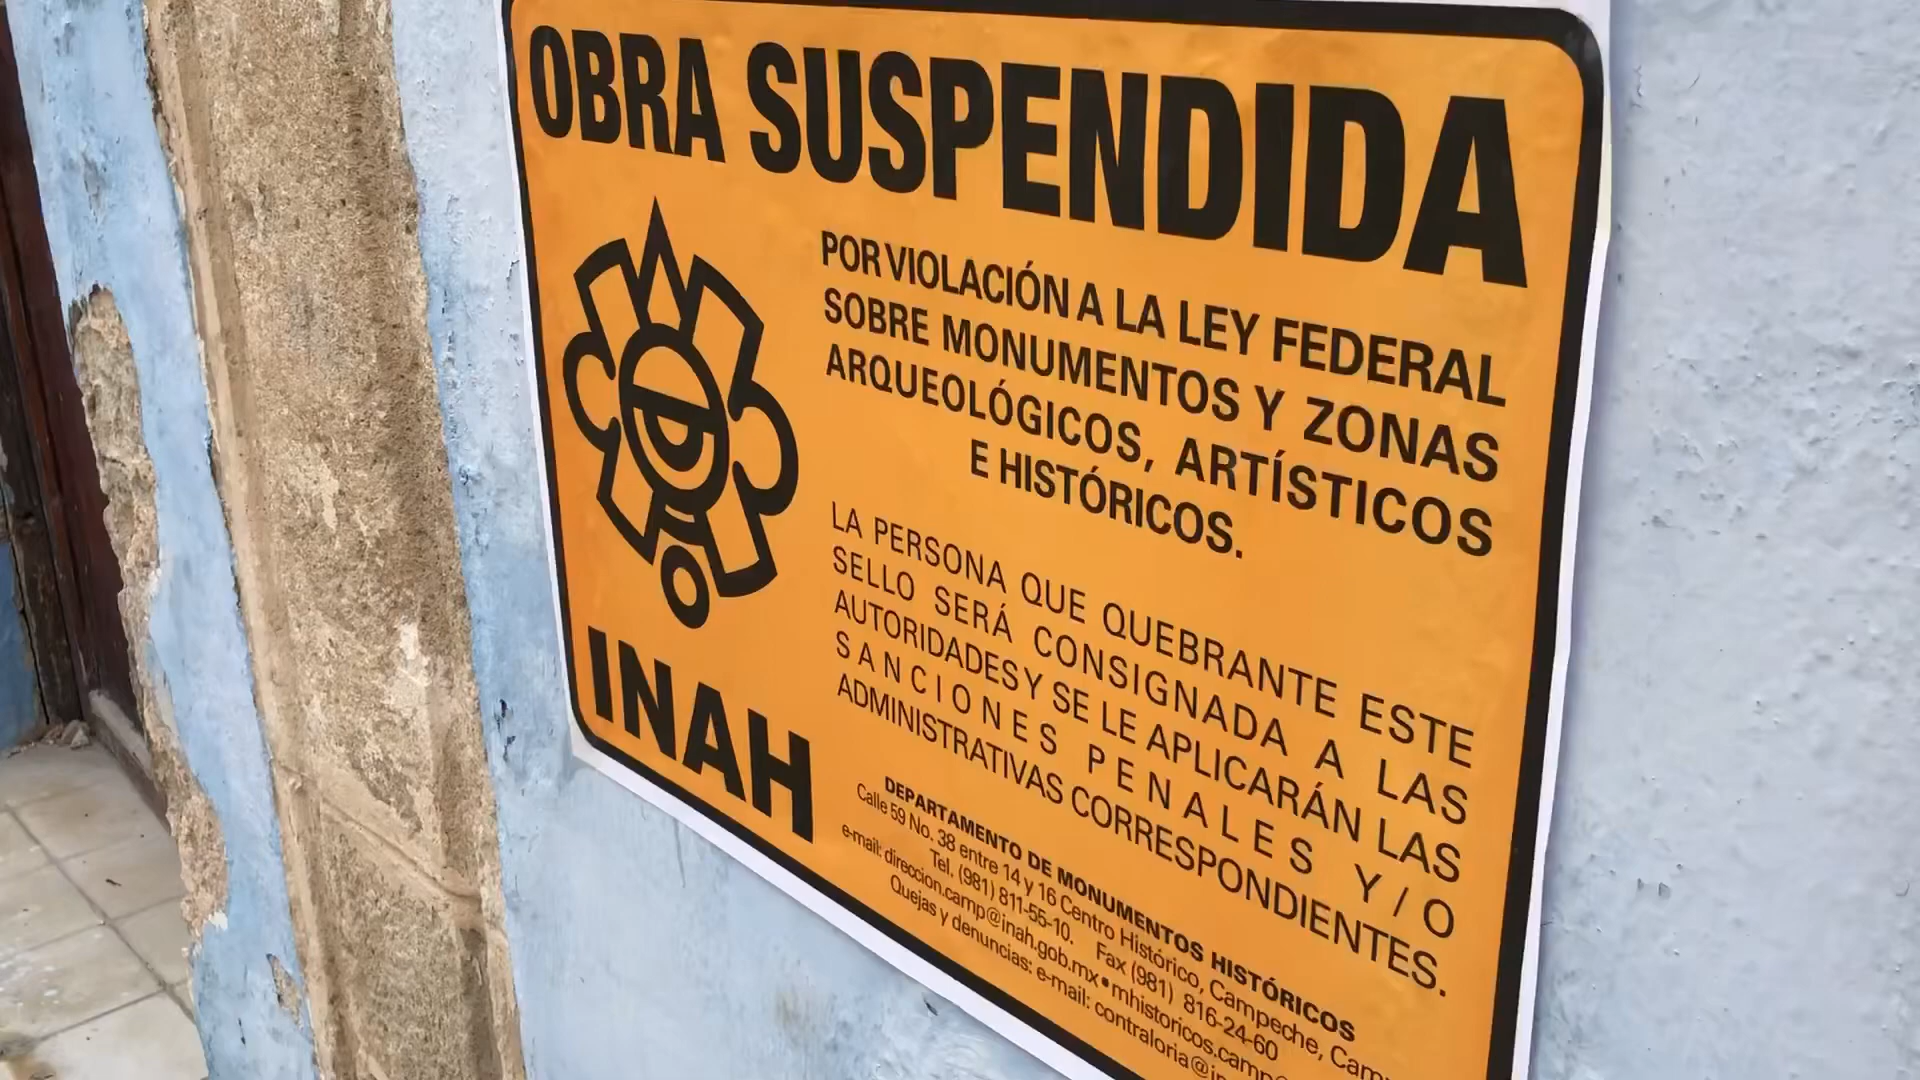 OBRA SUSPENDIDA
POR VIOLACIÓN A LA LEY FEDERAL
SOBRE MONUMENTOS Y ZONAS
ARQUEOLÓGICOS, ARTÍSTICOS
E HISTÓRICOS.
LA PERSONA QUE QUEBRANTE ESTE
SELLO SERÁ CONSIGNADA A LAS
AUTORIDADES Y SE LE APLICARÁN LAS
SANCIONES PENALES Y/O
ADMINISTRATIVAS CORRESPONDIENTES.
INAH
DEPARTAMENTO DE MONUMENTOS HISTÓRICOS
Calle 59 No. 38 entre 14 y 16 Centro Histórico, Campeche,
Tel. (981) 811-55-10. Fax (981) 816-24-60
e-mail: direccion.camp@inah.gob.mx•mhistoricos.camp
Quejas y denuncias: e-mail: contraloria@